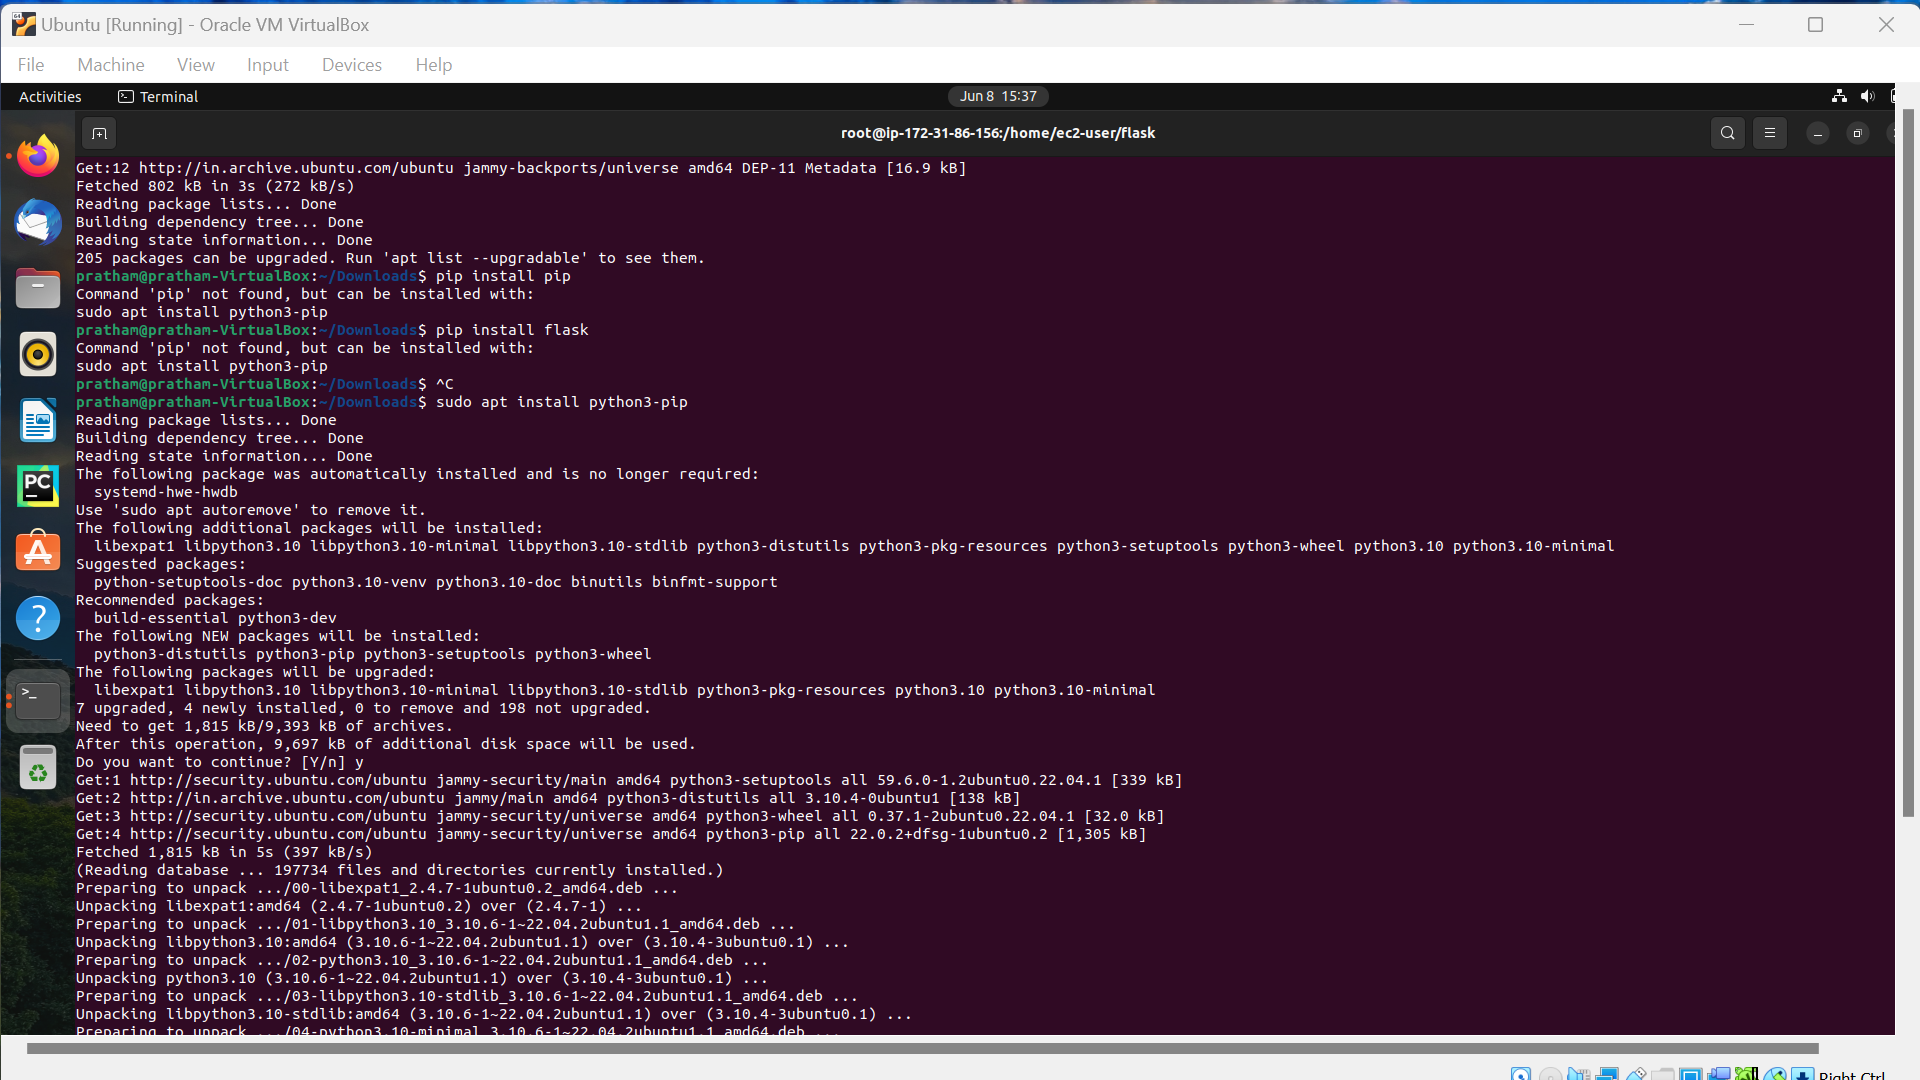 Ubuntu [Running] - Oracle VM VirtualBox
File Machine View Input Devices Help
Activities Terminal Jun 8 15:37
root@ip-172-31-86-156:/home/ec2-user/flask
Get:12 http://in.archive.ubuntu.com/ubuntu jammy-backports/universe amd64 DEP-11 Metadata [16.9 kB]
Fetched 802 kB in 3s (272 kB/s)
Reading package lists... Done
Building dependency tree... Done
Reading state information... Done
205 packages can be upgraded. Run 'apt list --upgradable' to see them.
pratham@pratham-VirtualBox:~/Downloads$ pip install pip
Command 'pip' not found, but can be installed with:
sudo apt install python3-pip
pratham@pratham-VirtualBox:~/Downloads$ pip install flask
Command 'pip' not found, but can be installed with:
sudo apt install python3-pip
pratham@pratham-VirtualBox:~/Downloads$ ^C
pratham@pratham-VirtualBox:~/Downloads$ sudo apt install python3-pip
Reading package lists... Done
Building dependency tree... Done
Reading state information... Done
The following package was automatically installed and is no longer required:
systemd-hwe-hwdb
Use 'sudo apt autoremove' to remove it.
The following additional packages will be installed:
libexpat1 libpython3.10 libpython3.10-minimal libpython3.10-stdlib python3-distutils python3-pkg-resources python3-setuptools python3-wheel python3.10 python3.10-minimal
Suggested packages:
python-setuptools-doc python3.10-venv python3.10-doc binutils binfmt-support
Recommended packages:
build-essential python3-dev
The following NEW packages will be installed:
python3-distutils python3-pip python3-setuptools python3-wheel
The following packages will be upgraded:
libexpat1 libpython3.10 libpython3.10-minimal libpython3.10-stdlib python3-pkg-resources python3.10 python3.10-minimal
7 upgraded, 4 newly installed, 0 to remove and 198 not upgraded.
Need to get 1,815 kB/9,393 kB of archives.
After this operation, 9,697 kB of additional disk space will be used.
Do you want to continue? [Y/n] y
Get:1 http://security.ubuntu.com/ubuntu jammy-security/main amd64 python3-setuptools all 59.6.0-1.2ubuntu0.22.04.1 [339 kB]
Get:2 http://in.archive.ubuntu.com/ubuntu jammy/main amd64 python3-distutils all 3.10.4-0ubuntu1 [138 kB]
Get:3 http://security.ubuntu.com/ubuntu jammy-security/universe amd64 python3-wheel all 0.37.1-2ubuntu0.22.04.1 [32.0 kB]
Get:4 http://security.ubuntu.com/ubuntu jammy-security/universe amd64 python3-pip all 22.0.2+dfsg-1ubuntu0.2 [1,305 kB]
Fetched 1,815 kB in 5s (397 kB/s)
(Reading database ... 197734 files and directories currently installed.)
Preparing to unpack .../00-libexpat1_2.4.7-1ubuntu0.2_amd64.deb ...
Unpacking libexpat1:amd64 (2.4.7-1ubuntu0.2) over (2.4.7-1) ...
Preparing to unpack .../01-libpython3.10_3.10.6-1~22.04.2ubuntu1.1_amd64.deb ...
Unpacking libpython3.10:amd64 (3.10.6-1~22.04.2ubuntu1.1) over (3.10.4-3ubuntu0.1) ...
Preparing to unpack .../02-python3.10_3.10.6-1~22.04.2ubuntu1.1_amd64.deb ...
Unpacking python3.10 (3.10.6-1~22.04.2ubuntu1.1) over (3.10.4-3ubuntu0.1) ...
Preparing to unpack .../03-libpython3.10-stdlib_3.10.6-1~22.04.2ubuntu1.1_amd64.deb ...
Unpacking libpython3.10-stdlib:amd64 (3.10.6-1~22.04.2ubuntu1.1) over (3.10.4-3ubuntu0.1) ...
Preparing to unpack .../04-python3.10-minimal_3.10.6-1~22.04.2ubuntu1.1_amd64.deb ...
PC
Right Ctrl